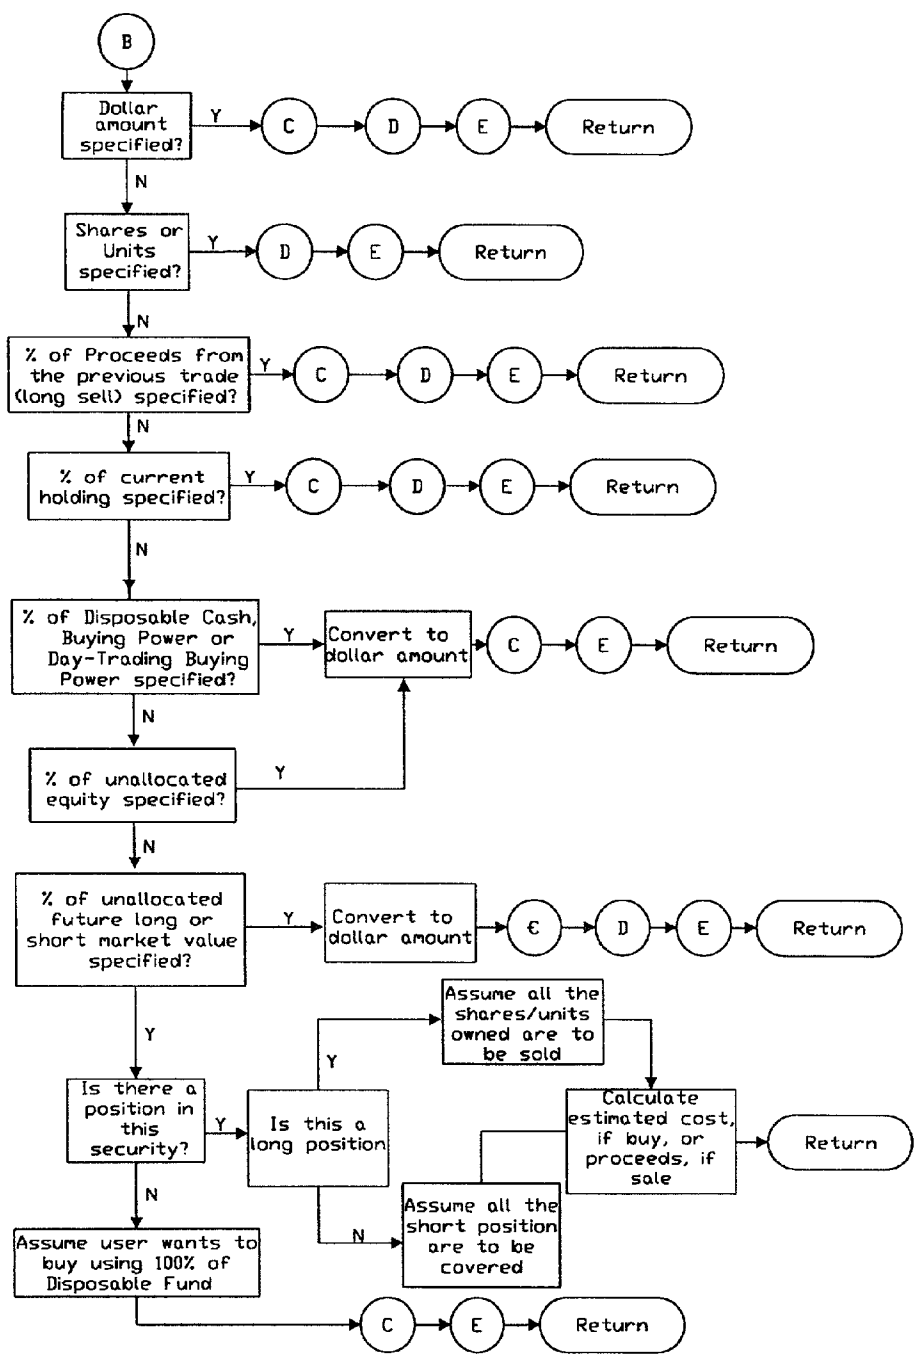 B
Dollar
amount
specified?
Y
C
D
E
Return
N
Shares or
Units
specified?
Y
D
E
Return
N
% of Proceeds from
the previous trade
(long sell) specified?
Y
C
D
E
Return
N
% of current
holding specified?
Y
C
D
E
Return
N
% of Disposable Cash,
Buying Power or
Day-Trading Buying
Power specified?
Y
Convert to
dollar amount
C
E
Return
N
% of unallocated
equity specified?
Y
N
% of unallocated
future long or
short market value
specified?
Y
Convert to
dollar amount
C
D
E
Return
Y
Is there a
position in
this
security?
Y
Is this a
long position
Y
Assume all the
shares/units
owned are to
be sold
Calculate
estimated cost,
if buy, or
proceeds, if
sale
Return
N
Assume all the
short position
are to be
covered
N
Assume user wants to
buy using 100% of
Disposable Fund
C
E
Return